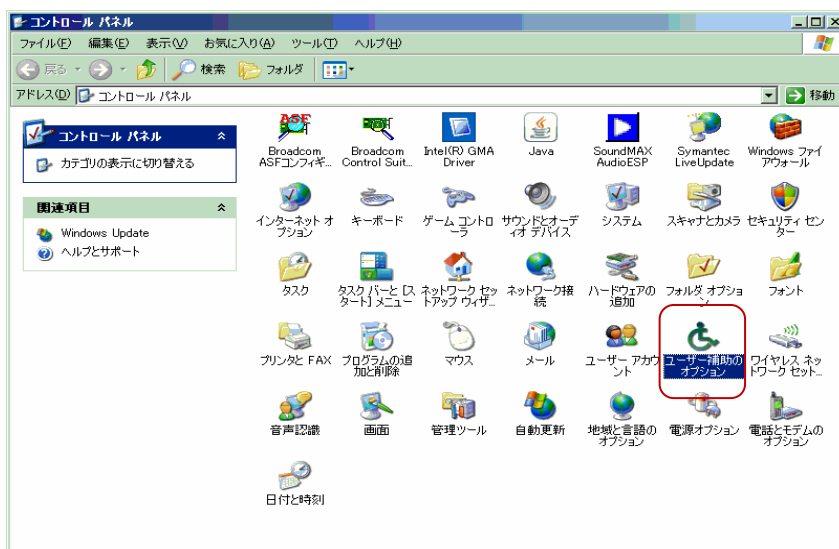 コントロール パネル
ファイル(F) 編集(E) 表示(V) お気に入り(A) ツール(T) ヘルプ(H)
戻る 検索 フォルダ
アドレス(D) コントロール パネル 移動
コントロール パネル
カテゴリの表示に切り替える
関連項目
Windows Update
ヘルプとサポート
ASF
Broadcom
ASFコンフィギ...
Broadcom
Control Suit...
Intel(R) GMA
Driver
Java
SoundMAX
AudioESP
Symantec
LiveUpdate
Windows ファイ
アウォール
インターネット オ
プション
キーボード
ゲーム コントロ
ーラ
サウンドとオーデ
ィオ デバイス
システム
スキャナとカメラ
セキュリティ セン
ター
タスク
タスク バーと [ス
タート] メニュー
ネットワーク セッ
トアップ ウィザ...
ネットワーク接
続
ハードウェアの
追加
フォルダ オプショ
ン
フォント
プリンタと FAX
プログラムの追
加と削除
マウス
メール
ユーザー アカウ
ント
ユーザー補助の
オプション
ワイヤレス ネッ
トワーク セット...
音声認識
画面
管理ツール
自動更新
地域と言語の
オプション
電源オプション
電話とモデムの
オプション
日付と時刻